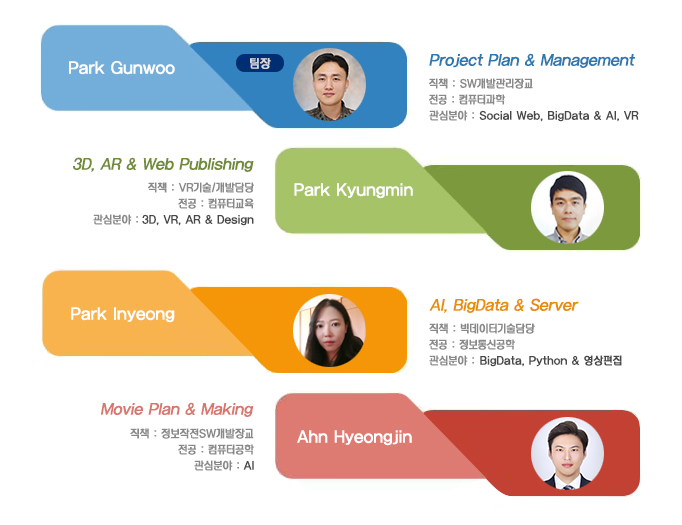 Park Gunwoo
팀장
Project Plan & Management
직책 : SW개발관리장교
전공 : 컴퓨터과학
관심분야 : Social Web, BigData & AI, VR
3D, AR & Web Publishing
직책 : VR기술/개발담당
전공 : 컴퓨터교육
관심분야 : 3D, VR, AR & Design
Park Kyungmin
Park Inyeong
AI, BigData & Server
직책 : 빅데이터기술담당
전공 : 정보통신공학
관심분야 : BigData, Python & 영상편집
Movie Plan & Making
직책 : 정보작전SW개발장교
전공 : 컴퓨터공학
관심분야 : AI
Ahn Hyeongjin